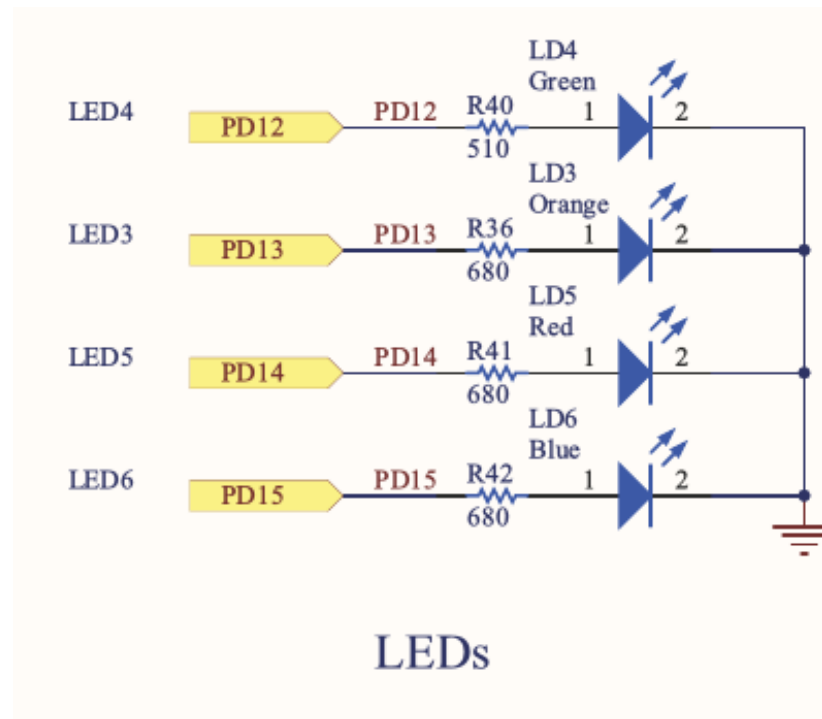 LD4
Green
LED4 PD12 PD12 R40 1 2
510
LD3
Orange
LED3 PD13 PD13 R36 1 2
680
LD5
Red
LED5 PD14 PD14 R41 1 2
680
LD6
Blue
LED6 PD15 PD15 R42 1 2
680
LEDs